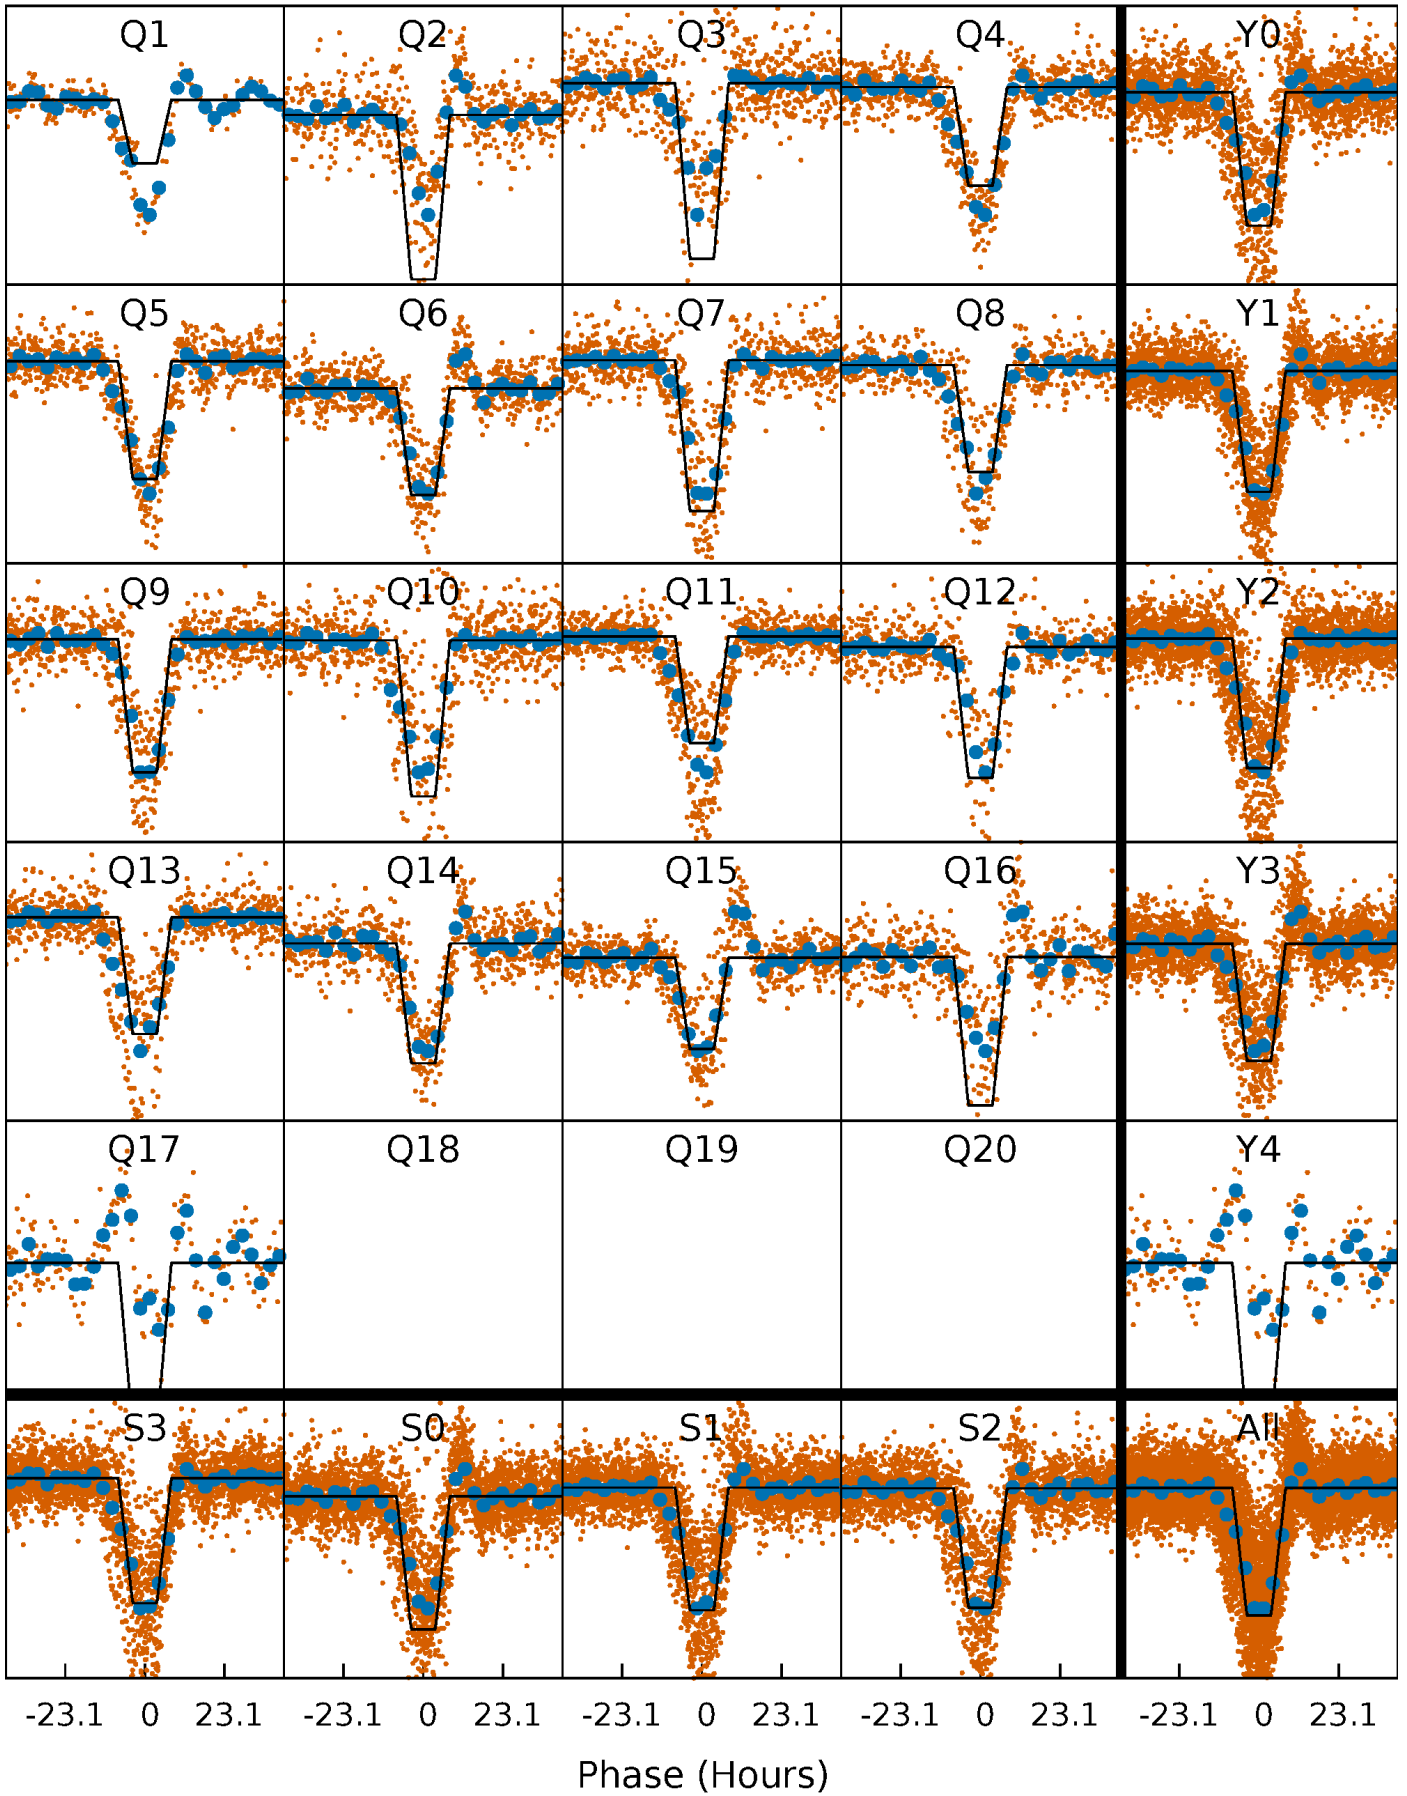 Q1 Q2 Q3 Q4 Y0
Q5 Q6 Q7 Q8 Y1
Q9 Q10 Q11 Q12 Y2
Q13 Q14 Q15 Q16 Y3
Q17 Q18 Q19 Q20 Y4
S3 S0 S1 S2 All
-23.1 0 23.1 -23.1 0 23.1 -23.1 0 23.1 -23.1 0 23.1 -23.1 0 23.1
Phase (Hours)